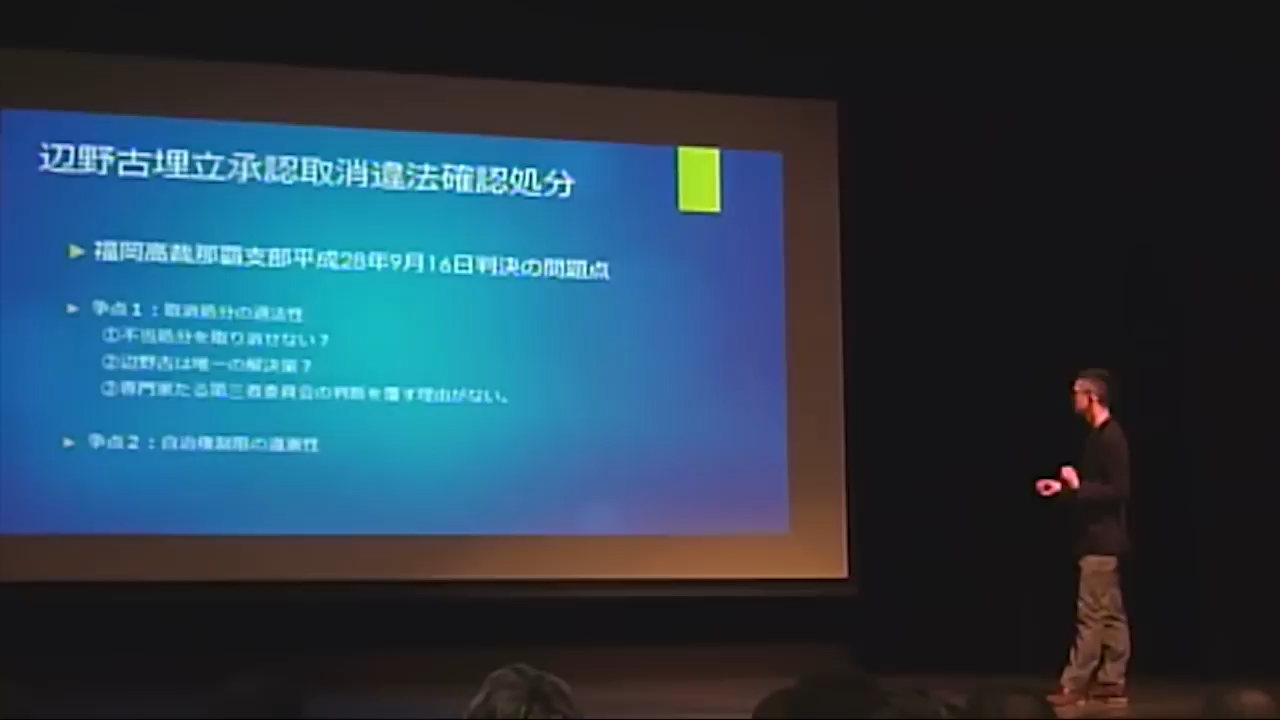 辺野古埋立承認取消違法確認処分
▶ 福岡高裁那覇支部平成28年9月16日判決の問題点
▶ 争点1：取消処分の適法性
①不当処分を取り消せない？
②辺野古は唯一の解決策？
③専門家たる第三者委員会の判断を覆す理由がない。
▶ 争点2：自治権制限の違憲性